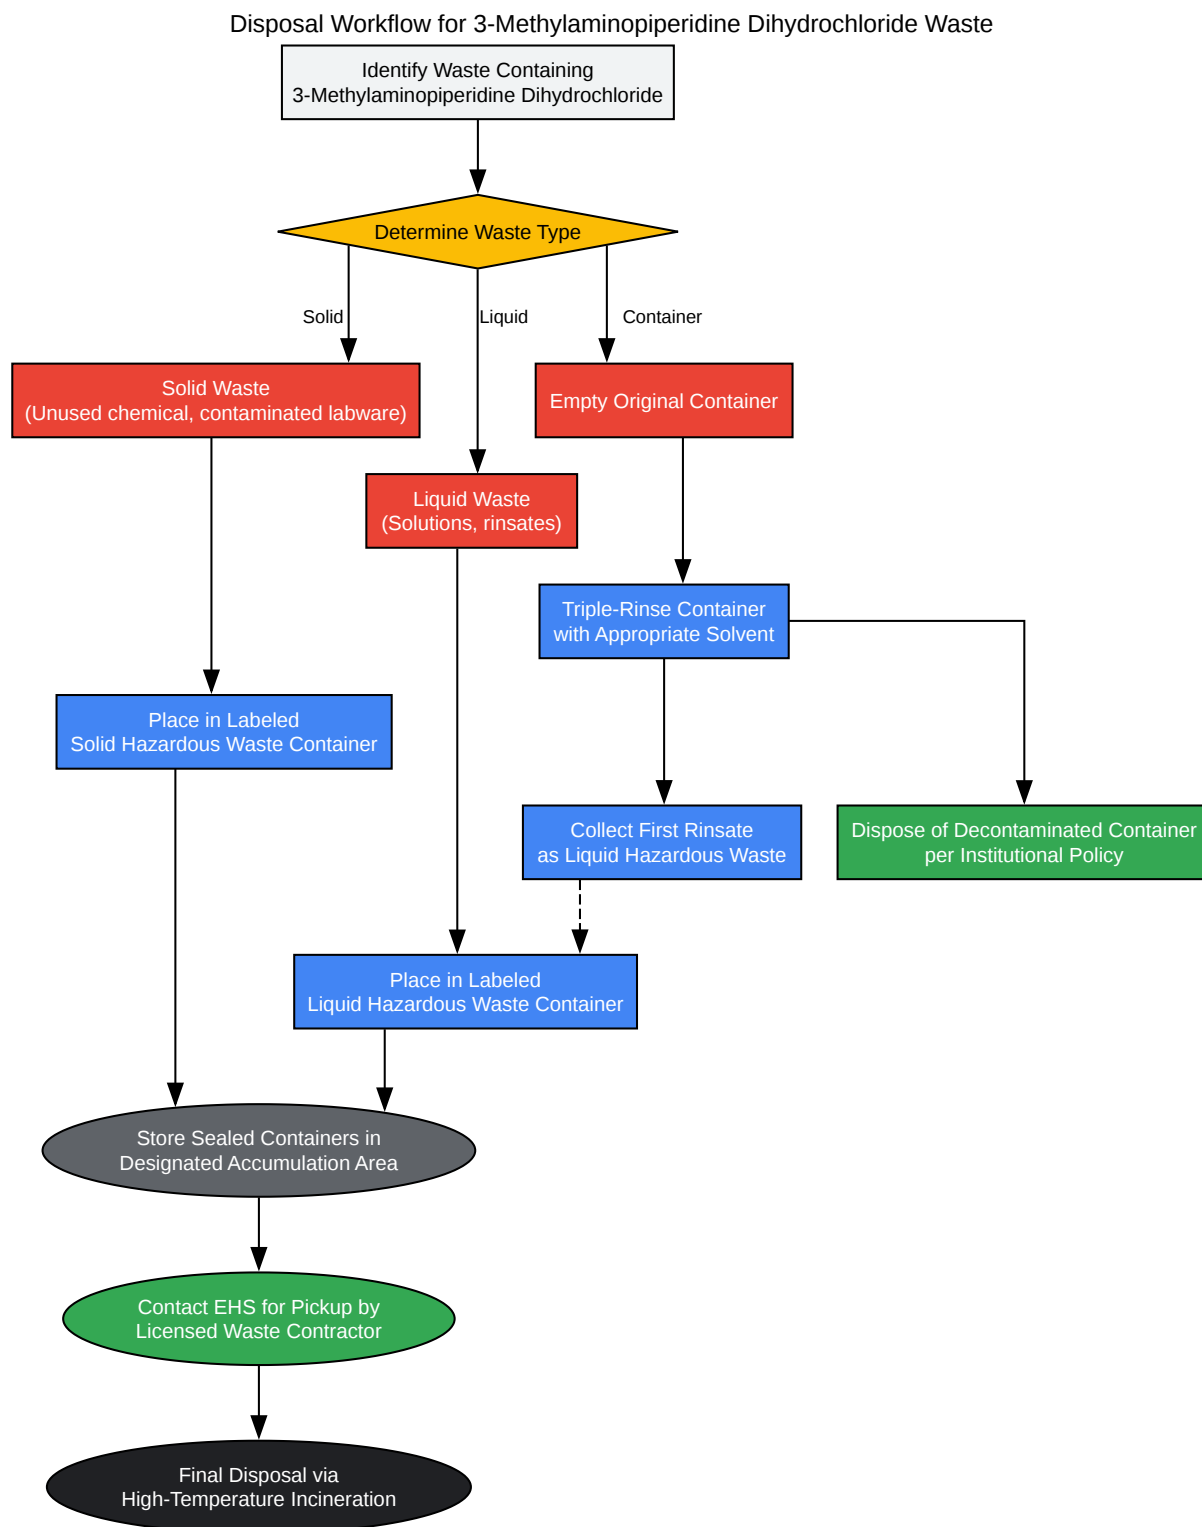 Disposal Workflow for 3-Methylaminopiperidine Dihydrochloride Waste
Identify Waste Containing
3-Methylaminopiperidine Dihydrochloride
Determine Waste Type
Solid
Liquid
Container
Solid Waste
(Unused chemical, contaminated labware)
Empty Original Container
Liquid Waste
(Solutions, rinsates)
Triple-Rinse Container
with Appropriate Solvent
Place in Labeled
Solid Hazardous Waste Container
Collect First Rinsate
as Liquid Hazardous Waste
Dispose of Decontaminated Container
per Institutional Policy
Place in Labeled
Liquid Hazardous Waste Container
Store Sealed Containers in
Designated Accumulation Area
Contact EHS for Pickup by
Licensed Waste Contractor
Final Disposal via
High-Temperature Incineration